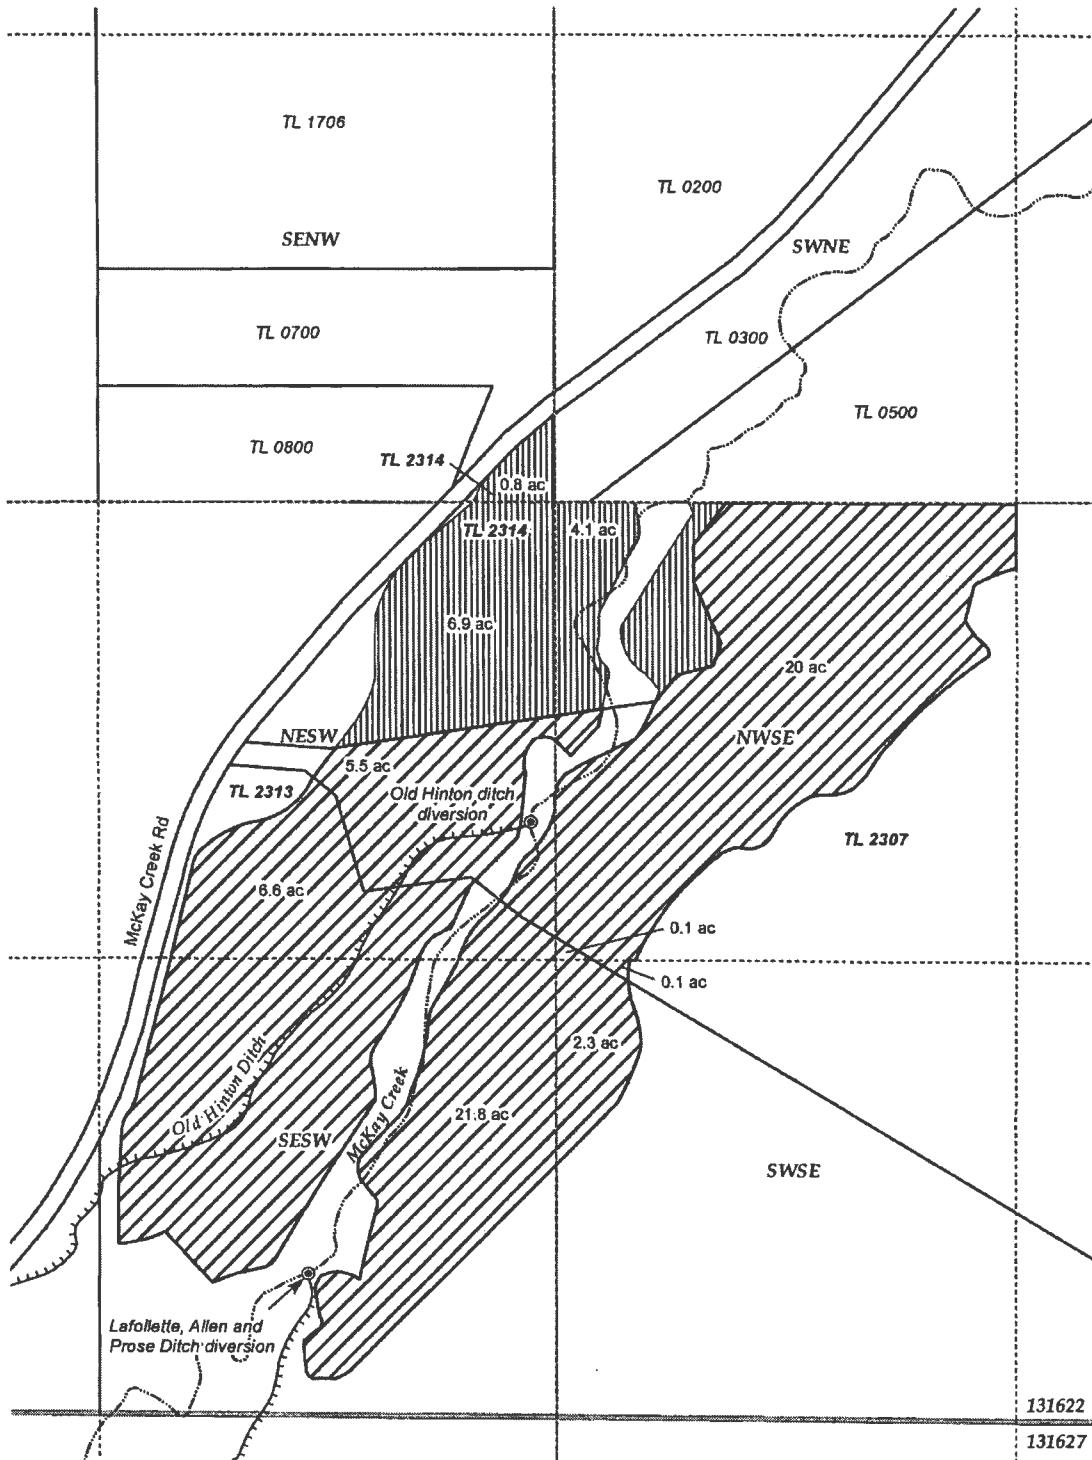 TL 1706
TL 0200
SENW
SWNE
TL 0700
TL 0300
TL 0500
TL 0800
TL 2314
0.8 ac
TL 2314
4.1 ac
6.9 ac
20 ac
NESW
NWSE
5.5 ac
TL 2313
Old Hinton ditch
diversion
TL 2307
McKay Creek Rd
6.6 ac
0.1 ac
0.1 ac
2.3 ac
Old Hinton Ditch
McKay Creek
21.8 ac
SESW
SWSE
Lafollette, Allen and
Prose Ditch diversion
131622
131627